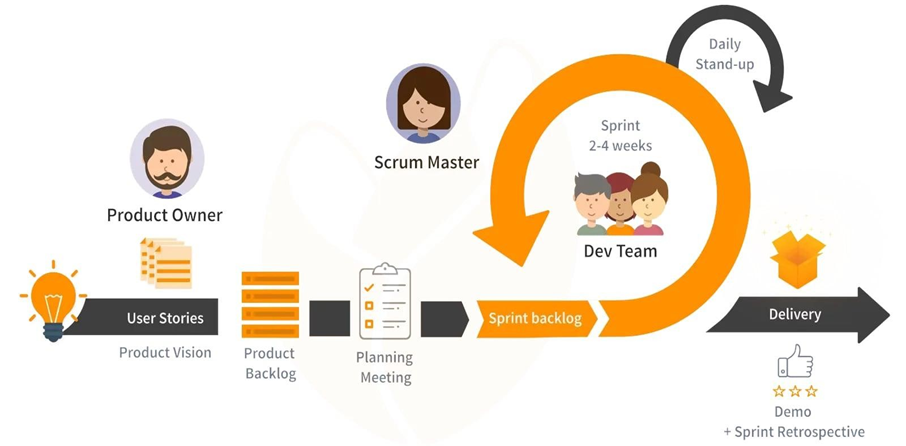 Daily
Stand-up
Sprint
2-4 weeks
Scrum Master
Product Owner
Dev Team
User Stories
Sprint backlog
Delivery
Product Vision
Product
Backlog
Planning
Meeting
Demo
+ Sprint Retrospective